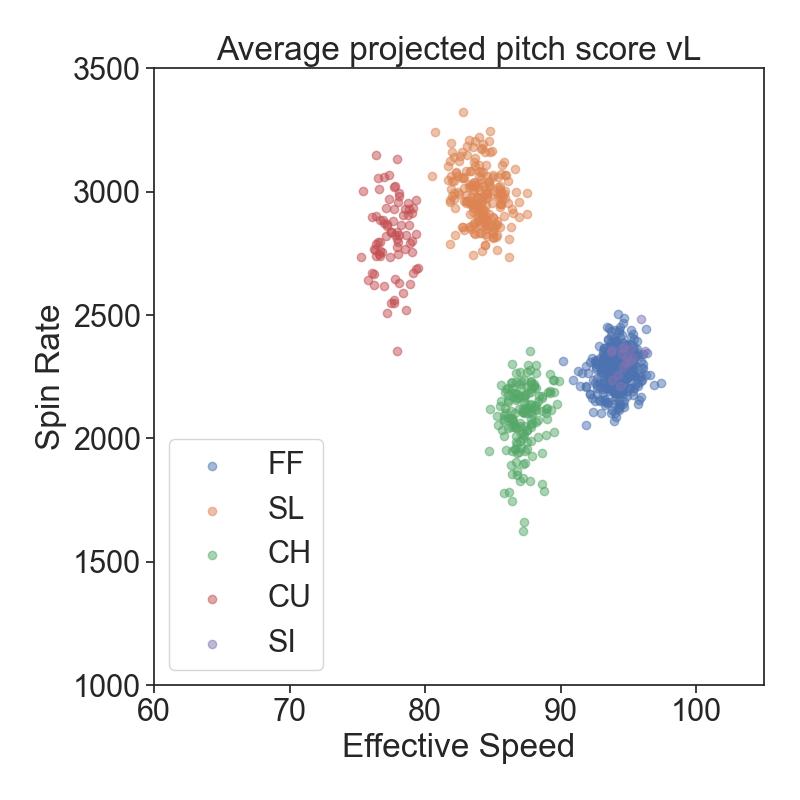 Average projected pitch score vL
3500
3000
2500
2000
1500
1000
Spin Rate
FF
SL
CH
CU
SI
60 70 80 90 100
Effective Speed